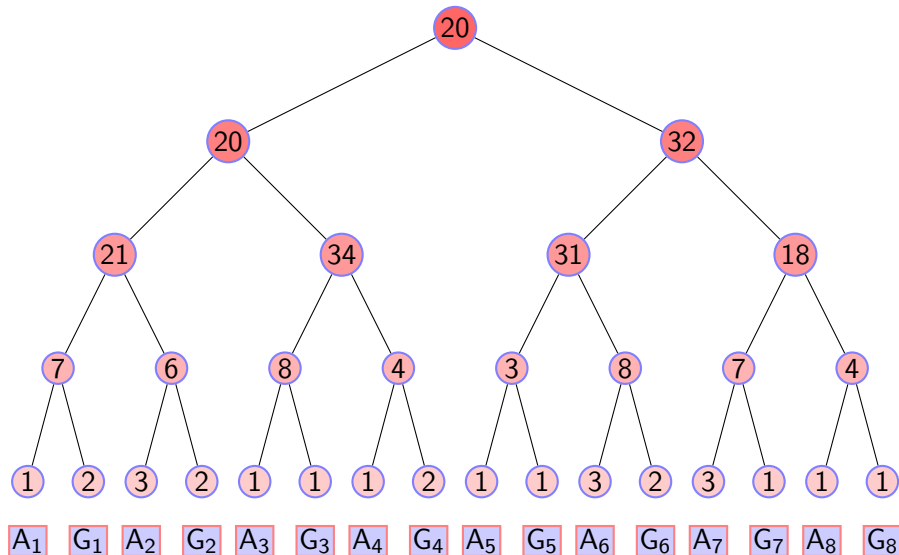 20
20 32
21 34 31 18
7 6 8 4 3 8 7 4
1 2 3 2 1 1 1 2 1 1 3 2 3 1 1 1
A₁ G₁ A₂ G₂ A₃ G₃ A₄ G₄ A₅ G₅ A₆ G₆ A₇ G₇ A₈ G₈